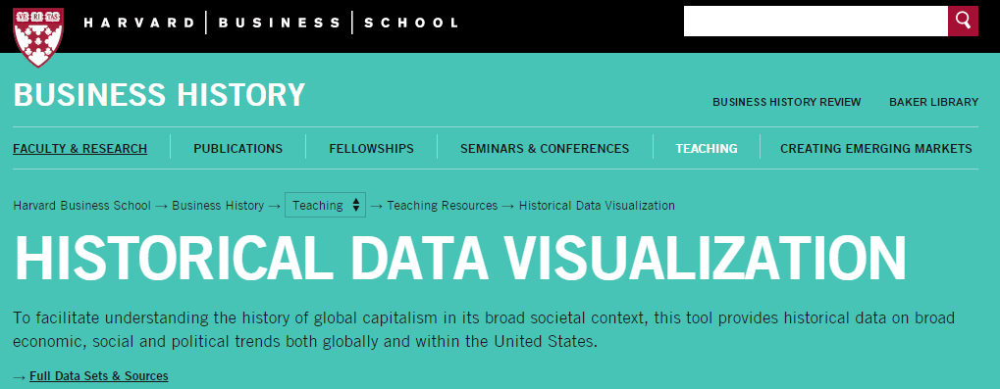 VE RI TAS
HARVARD | BUSINESS | SCHOOL
BUSINESS HISTORY
BUSINESS HISTORY REVIEW BAKER LIBRARY
FACULTY & RESEARCH PUBLICATIONS FELLOWSHIPS SEMINARS & CONFERENCES TEACHING CREATING EMERGING MARKETS
Harvard Business School → Business History → Teaching → Teaching Resources → Historical Data Visualization
HISTORICAL DATA VISUALIZATION
To facilitate understanding the history of global capitalism in its broad societal context, this tool provides historical data on broad
economic, social and political trends both globally and within the United States.
→ Full Data Sets & Sources